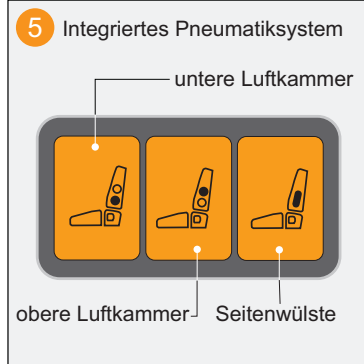 5 Integriertes Pneumatiksystem
untere Luftkammer
obere Luftkammer
Seitenwülste